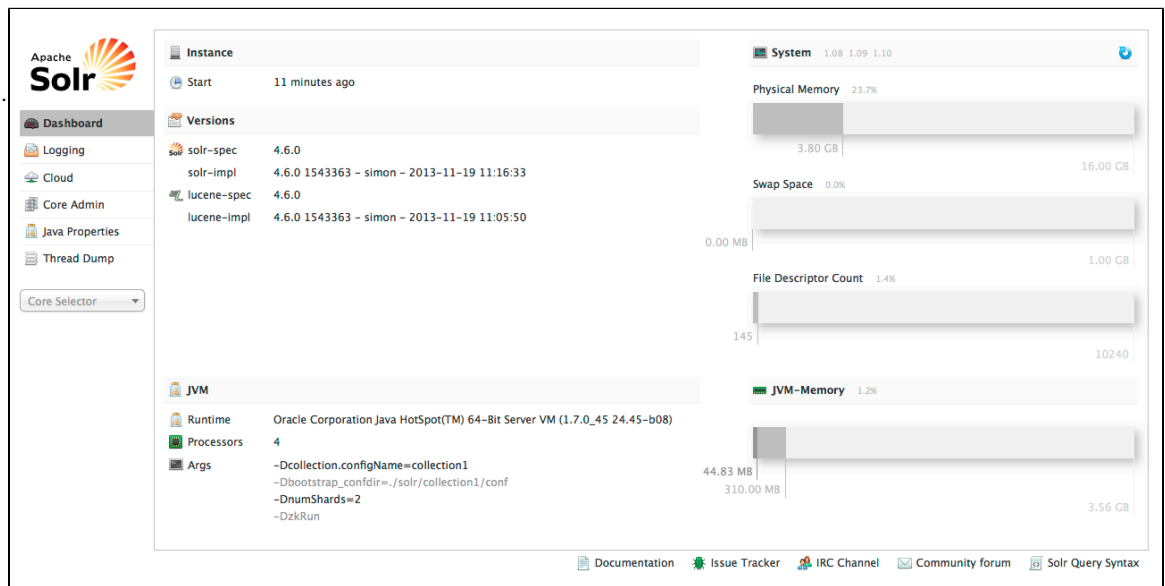 Apache
Solr
.
Dashboard
Logging
Cloud
Core Admin
Java Properties
Thread Dump
Core Selector
Instance
Start 11 minutes ago
Versions
solr-spec 4.6.0
solr-impl 4.6.0 1543363 - simon - 2013-11-19 11:16:33
lucene-spec 4.6.0
lucene-impl 4.6.0 1543363 - simon - 2013-11-19 11:05:50
JVM
Runtime Oracle Corporation Java HotSpot(TM) 64-Bit Server VM (1.7.0_45 24.45-b08)
Processors 4
Args -Dcollection.configName=collection1
-Dbootstrap_confdir=./solr/collection1/conf
-DnumShards=2
-DzkRun
System 1.08 1.09 1.10
Physical Memory 23.7%
3.80 GB
16.00 GB
Swap Space 0.0%
0.00 MB
1.00 GB
File Descriptor Count 1.4%
145
10240
JVM-Memory 1.2%
44.83 MB
310.00 MB
3.56 GB
Documentation Issue Tracker IRC Channel Community forum Solr Query Syntax